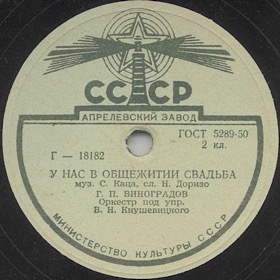 СССР
АПРЕЛЕВСКИЙ ЗАВОД
ГОСТ 5289-50
2 кл.
Г — 18182
У НАС В ОБЩЕЖИТИИ СВАДЬБА
муз. С. Каца, сл. Н. Доризо
Г. П. ВИНОГРАДОВ
Оркестр под упр.
В. Н. Кнушевицкого
МИНИСТЕРСТВО КУЛЬТУРЫ СССР